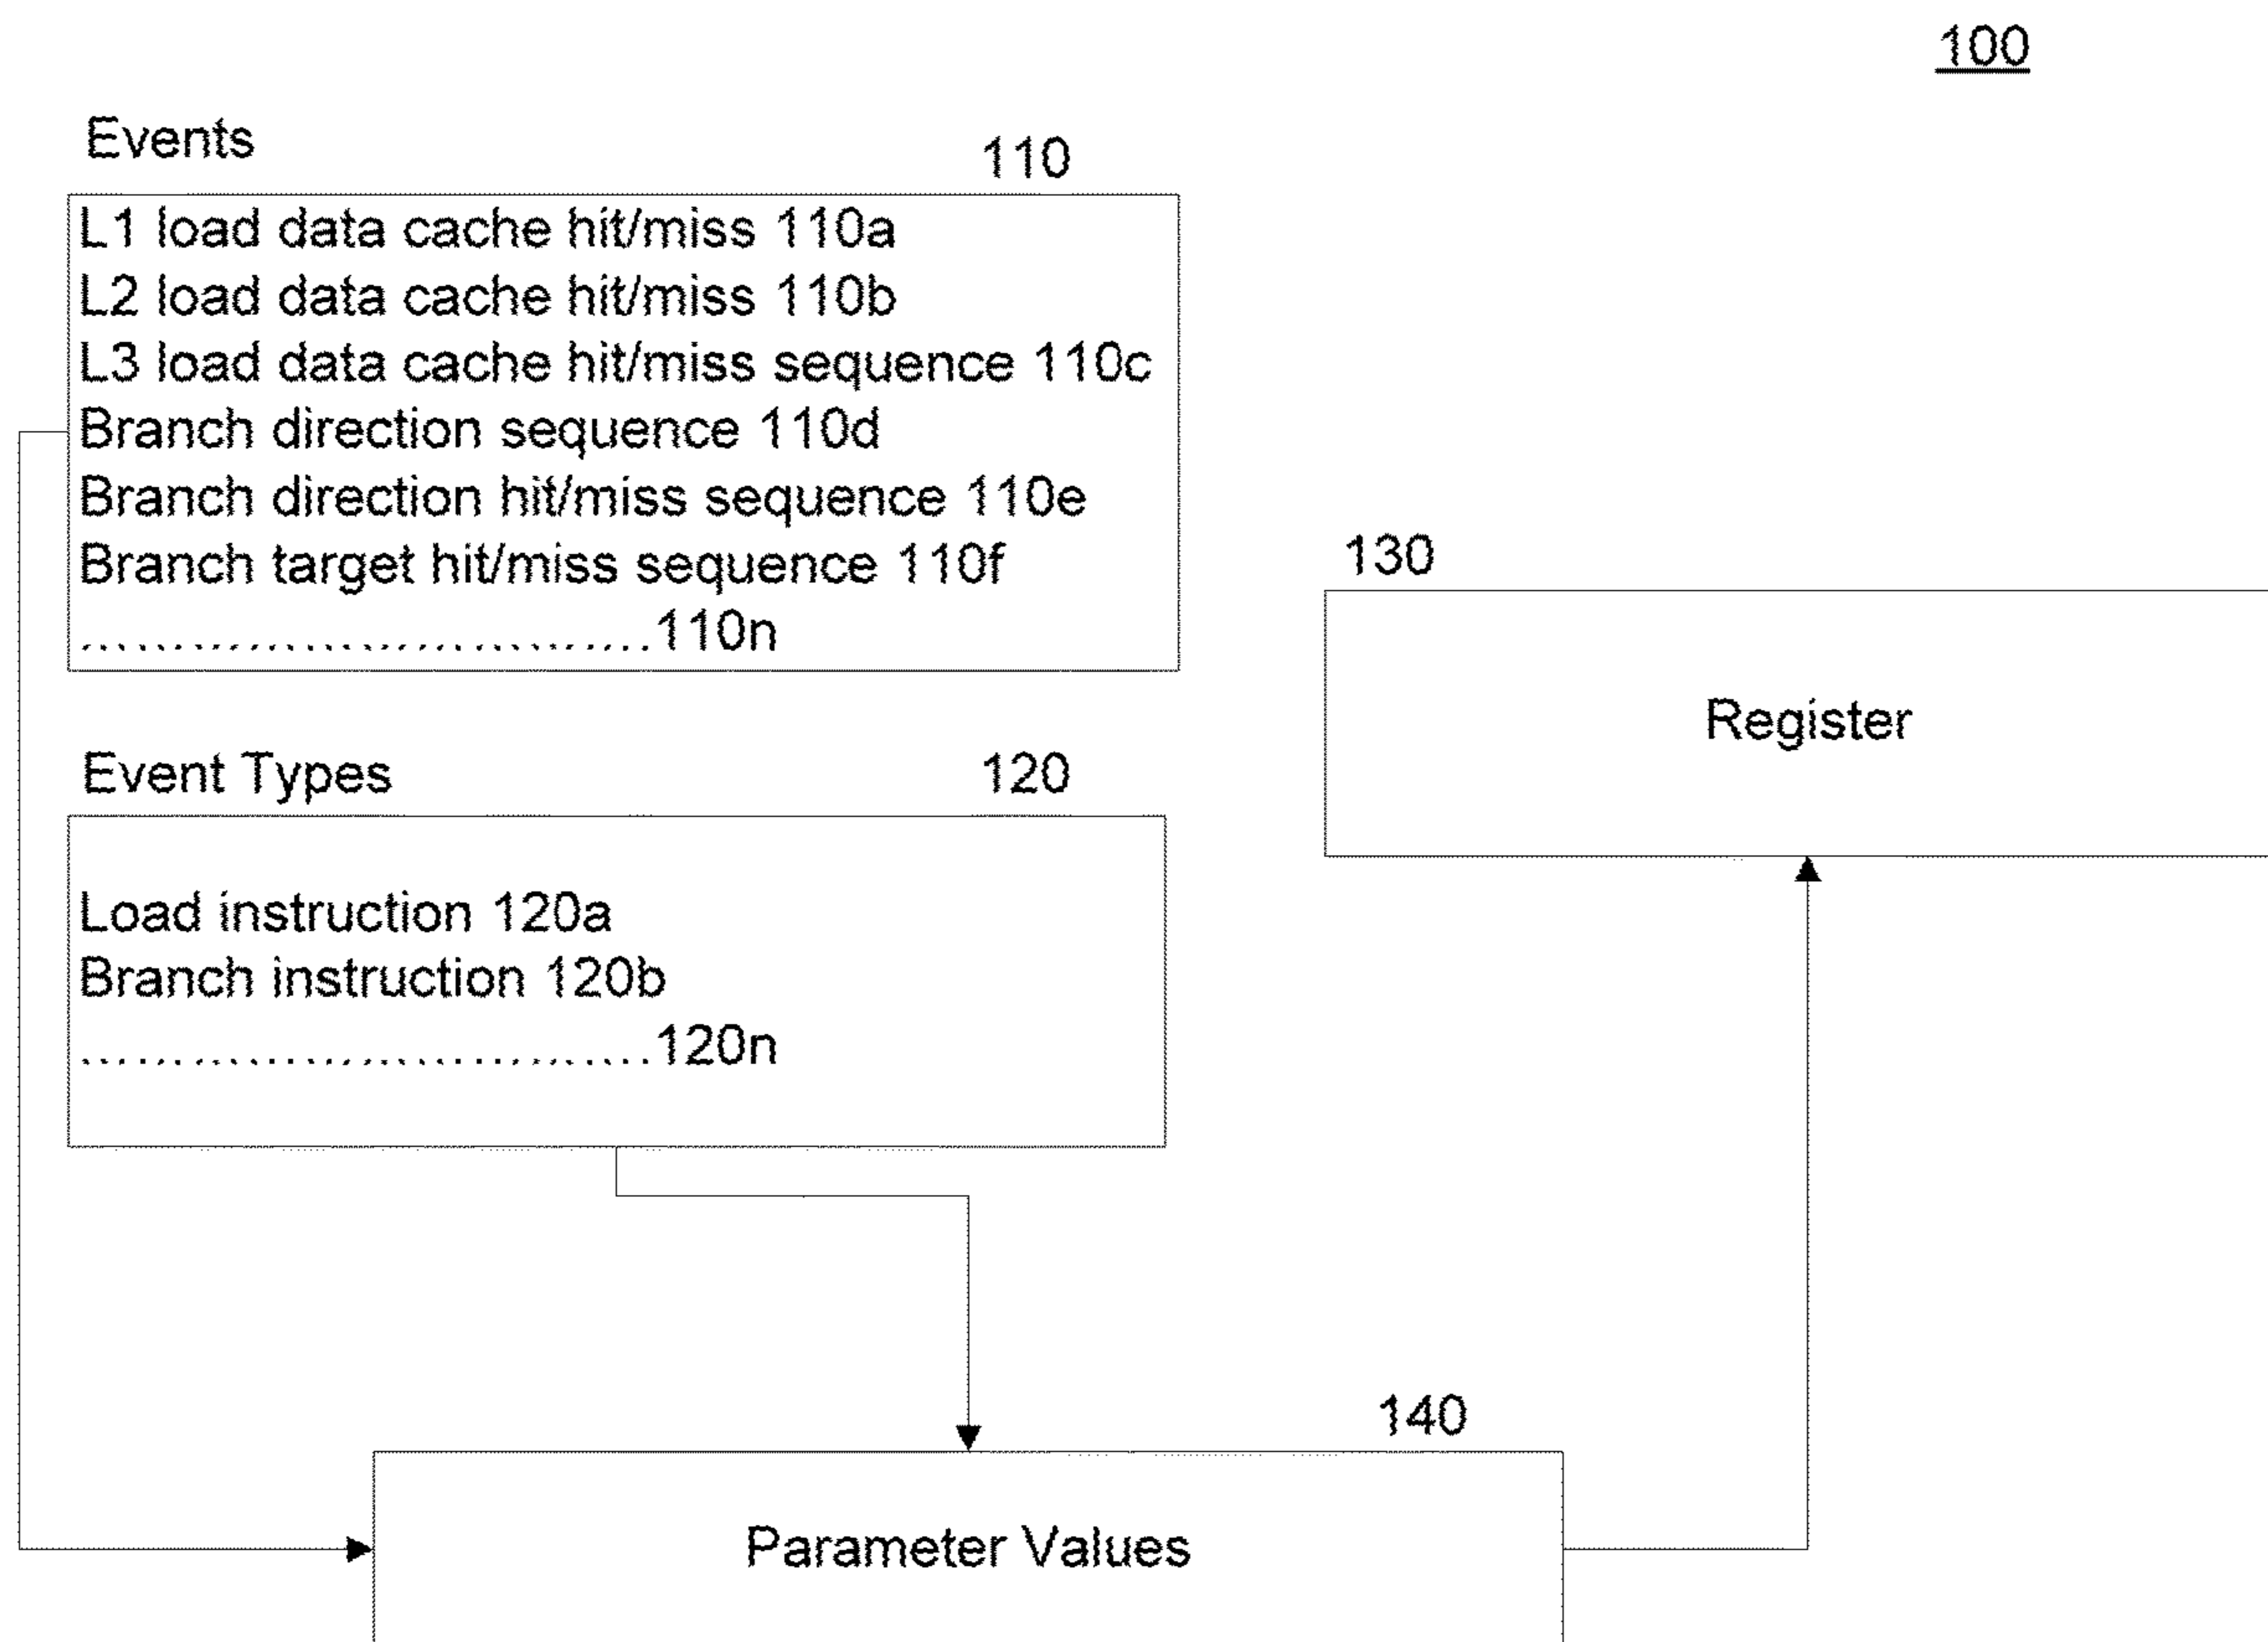 100
Events
110
L1 load data cache hit/miss 110a
L2 load data cache hit/miss 110b
L3 load data cache hit/miss sequence 110c
Branch direction sequence 110d
Branch direction hit/miss sequence 110e
Branch target hit/miss sequence 110f
..............................110n
130
Register
Event Types
120
Load instruction 120a
Branch instruction 120b
..............................120n
140
Parameter Values